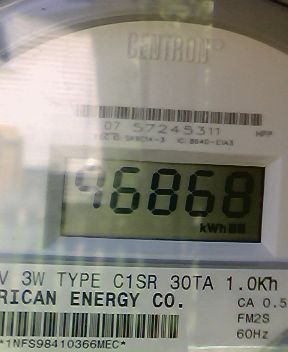 CENTRON®
07 57245311
HPP
96868
kWh
V 3W TYPE C1SR 30TA 1.0Kh
RICAN ENERGY CO.
CA 0.5
FM2S
60Hz
*1NFS98410366MEC*